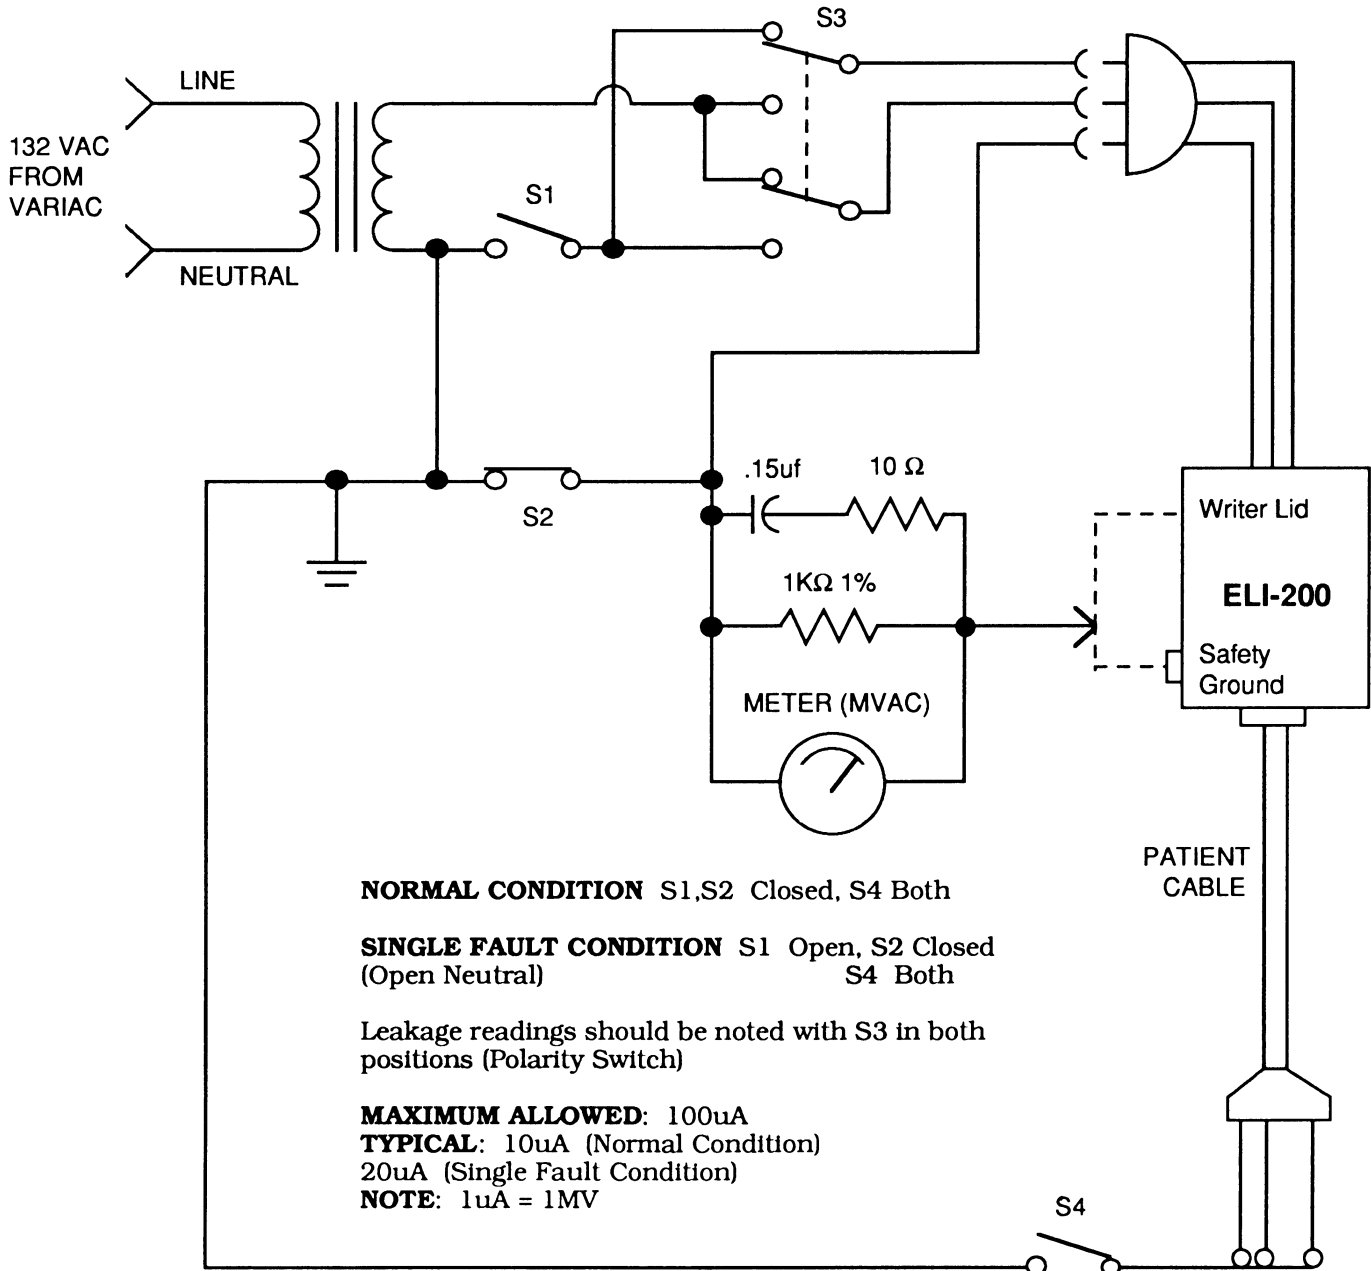 S3
LINE
132 VAC
FROM
VARIAC
S1
NEUTRAL
.15uf
10 Ω
S2
1KΩ 1%
METER (MVAC)
Writer Lid
ELI-200
Safety
Ground
PATIENT
CABLE
NORMAL CONDITION S1,S2 Closed, S4 Both
SINGLE FAULT CONDITION S1 Open, S2 Closed
(Open Neutral) S4 Both
Leakage readings should be noted with S3 in both
positions (Polarity Switch)
MAXIMUM ALLOWED: 100uA
TYPICAL: 10uA (Normal Condition)
20uA (Single Fault Condition)
NOTE: 1uA = 1MV
S4